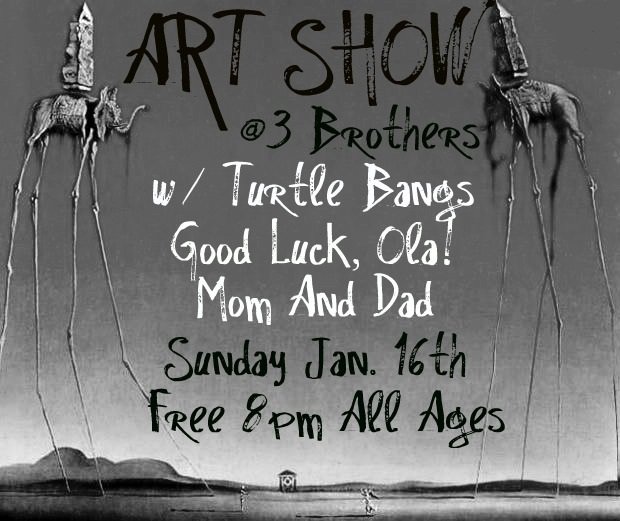 ART SHOW
@ 3 Brothers
w/ Turtle Bangs
Good Luck, Ola!
Mom And Dad
Sunday Jan. 16th
Free 8pm All Ages